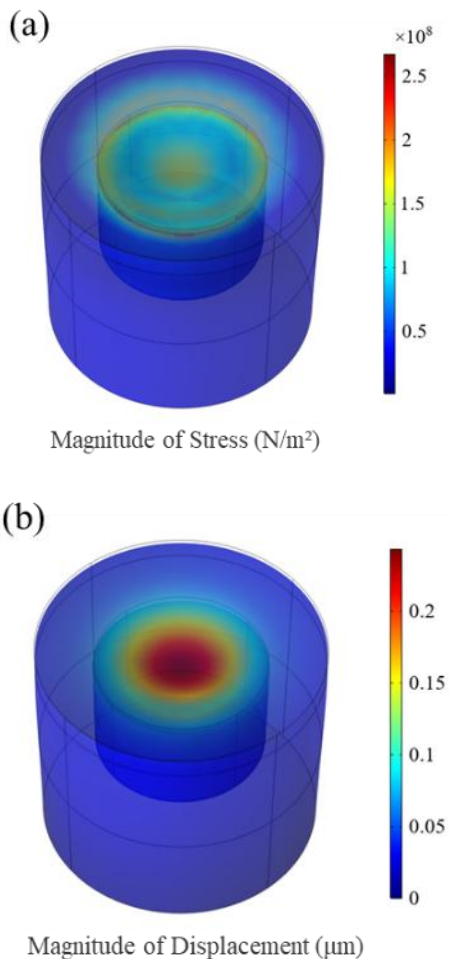 (a)
×10⁸
2.5
2
1.5
1
0.5
Magnitude of Stress (N/m²)
(b)
0.2
0.15
0.1
0.05
0
Magnitude of Displacement (μm)